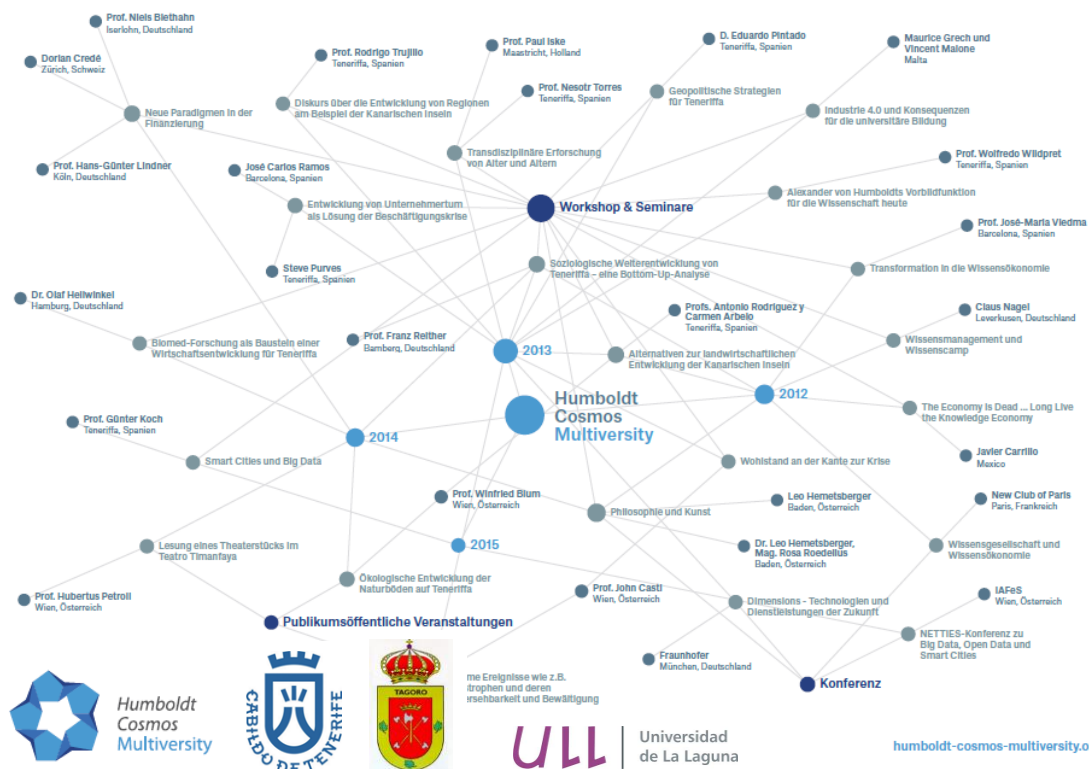 Prof. Niels Biethahn
Iserlohn, Deutschland
Dorian Credé
Zürich, Schweiz
Prof. Rodrigo Trujillo
Teneriffa, Spanien
Prof. Paul Iske
Maastricht, Holland
D. Eduardo Pintado
Teneriffa, Spanien
Maurice Grech und
Vincent Malone
Malta
Neue Paradigmen in der
Finanzierung
Diskurs über die Entwicklung von Regionen
am Beispiel der Kanarischen Inseln
Prof. Nesotr Torres
Teneriffa, Spanien
Geopolitische Strategien
für Teneriffa
Industrie 4.0 und Konsequenzen
für die universitäre Bildung
Prof. Hans-Günter Lindner
Köln, Deutschland
José Carlos Ramos
Barcelona, Spanien
Transdisziplinäre Erforschung
von Alter und Altern
Prof. Wolfredo Wildpret
Teneriffa, Spanien
Entwicklung von Unternehmertum
als Lösung der Beschäftigungskrise
Workshop & Seminare
Alexander von Humboldts Vorbildfunktion
für die Wissenschaft heute
Prof. José-Maria Viedma
Barcelona, Spanien
Steve Purves
Teneriffa, Spanien
Soziologische Weiterentwicklung von
Teneriffa – eine Bottom-Up-Analyse
Transformation in die Wissensökonomie
Dr. Olaf Hellwinkel
Hamburg, Deutschland
Profs. Antonio Rodriguez y
Carmen Arbelo
Teneriffa, Spanien
Claus Nagel
Leverkusen, Deutschland
Biomed-Forschung als Baustein einer
Wirtschaftsentwicklung für Teneriffa
Prof. Franz Reither
Bamberg, Deutschland
2013
Alternativen zur landwirtschaftlichen
Entwicklung der Kanarischen Inseln
Wissensmanagement und
Wissenscamp
Humboldt
Cosmos
Multiversity
2012
The Economy is Dead ... Long Live
the Knowledge Economy
Prof. Günter Koch
Teneriffa, Spanien
2014
Smart Cities und Big Data
Wohlstand an der Kante zur Krise
Javier Carrillo
Mexico
Prof. Winfried Blum
Wien, Österreich
Leo Hemetsberger
Baden, Österreich
New Club of Paris
Paris, Frankreich
Philosophie und Kunst
Lesung eines Theaterstücks im
Teatro Timanfaya
2015
Dr. Leo Hemetsberger,
Mag. Rosa Roedelius
Baden, Österreich
Wissensgesellschaft und
Wissensökonomie
Ökologische Entwicklung der
Naturböden auf Teneriffa
Prof. Hubertus Petroll
Wien, Österreich
Prof. John Casti
Wien, Österreich
Dimensions - Technologien und
Dienstleistungen der Zukunft
IAFeS
Wien, Österreich
Publikumsöffentliche Veranstaltungen
NETTIES-Konferenz zu
Big Data, Open Data und
Smart Cities
Fraunhofer
München, Deutschland
Konferenz
me Ereignisse wie z.B.
trophen und deren
ersehbarkeit und Bewältigung
Humboldt
Cosmos
Multiversity
CABILDO DE TENERIFE
TAGORO
ull
Universidad
de La Laguna
humboldt-cosmos-multiversity.o